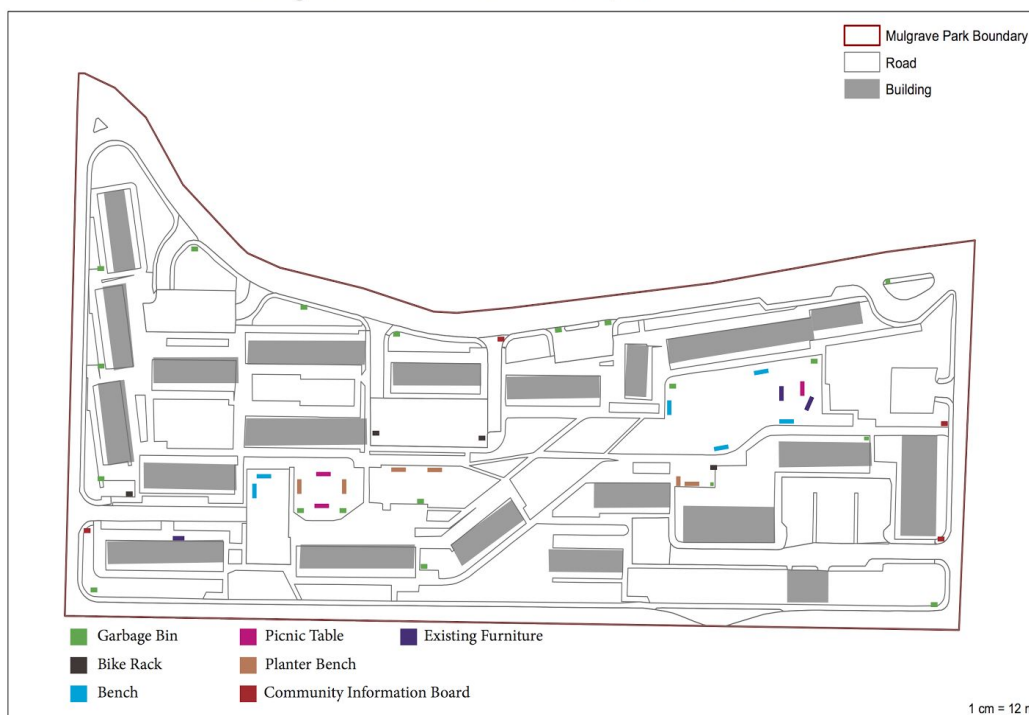 Mulgrave Park Boundary
Road
Building
Garbage Bin
Picnic Table
Existing Furniture
Bike Rack
Planter Bench
Bench
Community Information Board
1 cm = 12